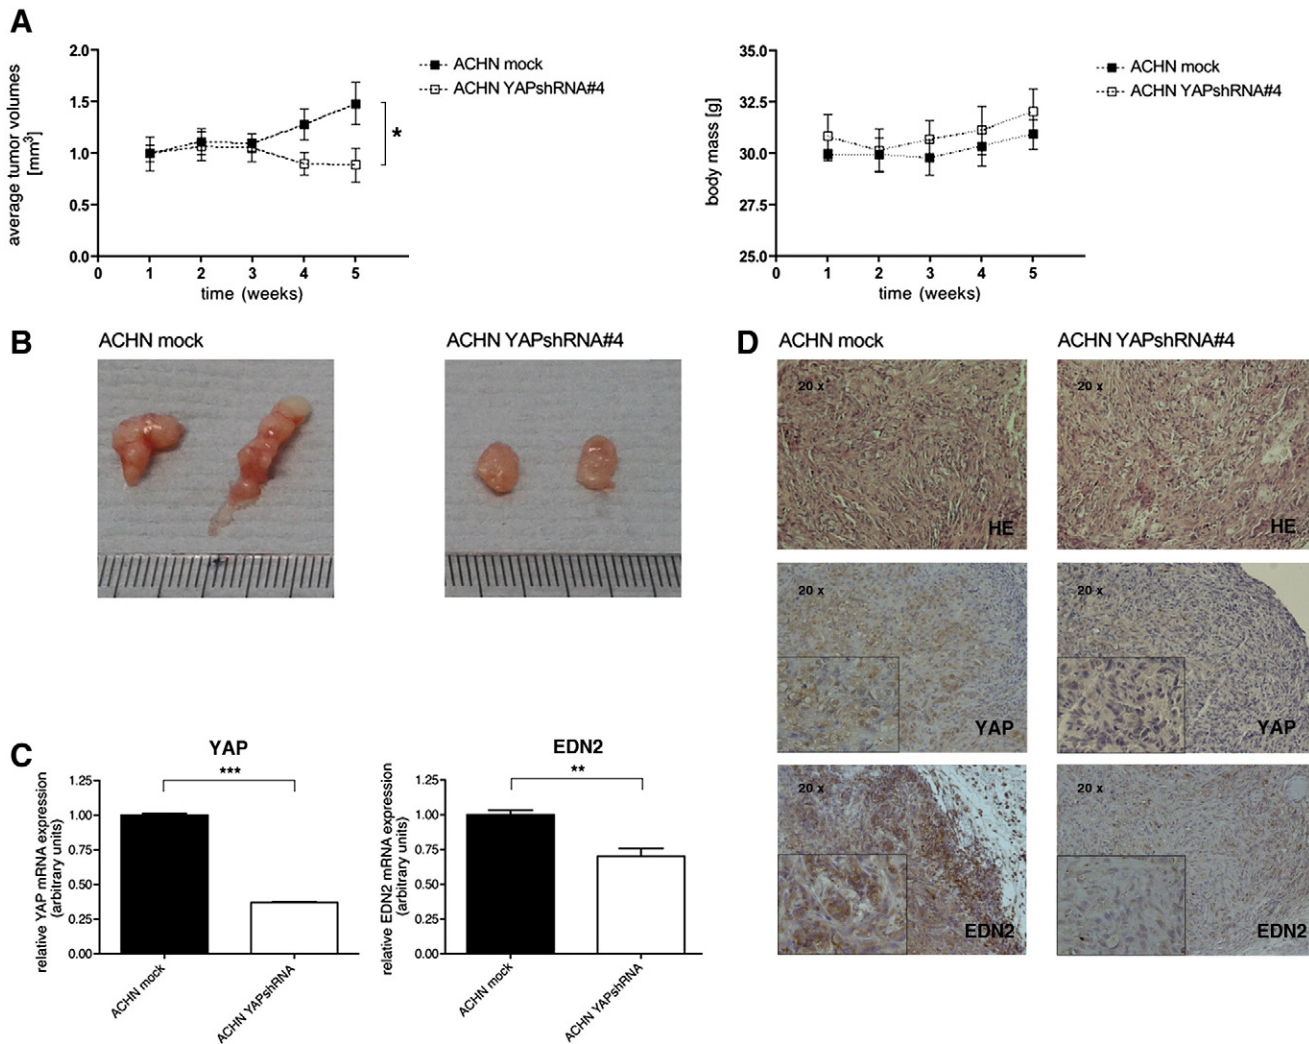 A
2.0
1.5
1.0
0.5
0.0
average tumor volumes
[mm³]
0 1 2 3 4 5
time (weeks)
ACHN mock
ACHN YAPshRNA#4
*
35.0
32.5
30.0
27.5
25.0
body mass [g]
0 1 2 3 4 5
time (weeks)
ACHN mock
ACHN YAPshRNA#4
B
ACHN mock
ACHN YAPshRNA#4
C
YAP
***
1.25
1.00
0.75
0.50
0.25
0.00
relative YAP mRNA expression
(arbitrary units)
ACHN mock
ACHN YAPshRNA
EDN2
**
1.25
1.00
0.75
0.50
0.25
0.00
relative EDN2 mRNA expression
(arbitrary units)
ACHN mock
ACHN YAPshRNA
D
ACHN mock
ACHN YAPshRNA#4
20 x
HE
20 x
HE
20 x
YAP
20 x
YAP
EDN2
20 x
EDN2